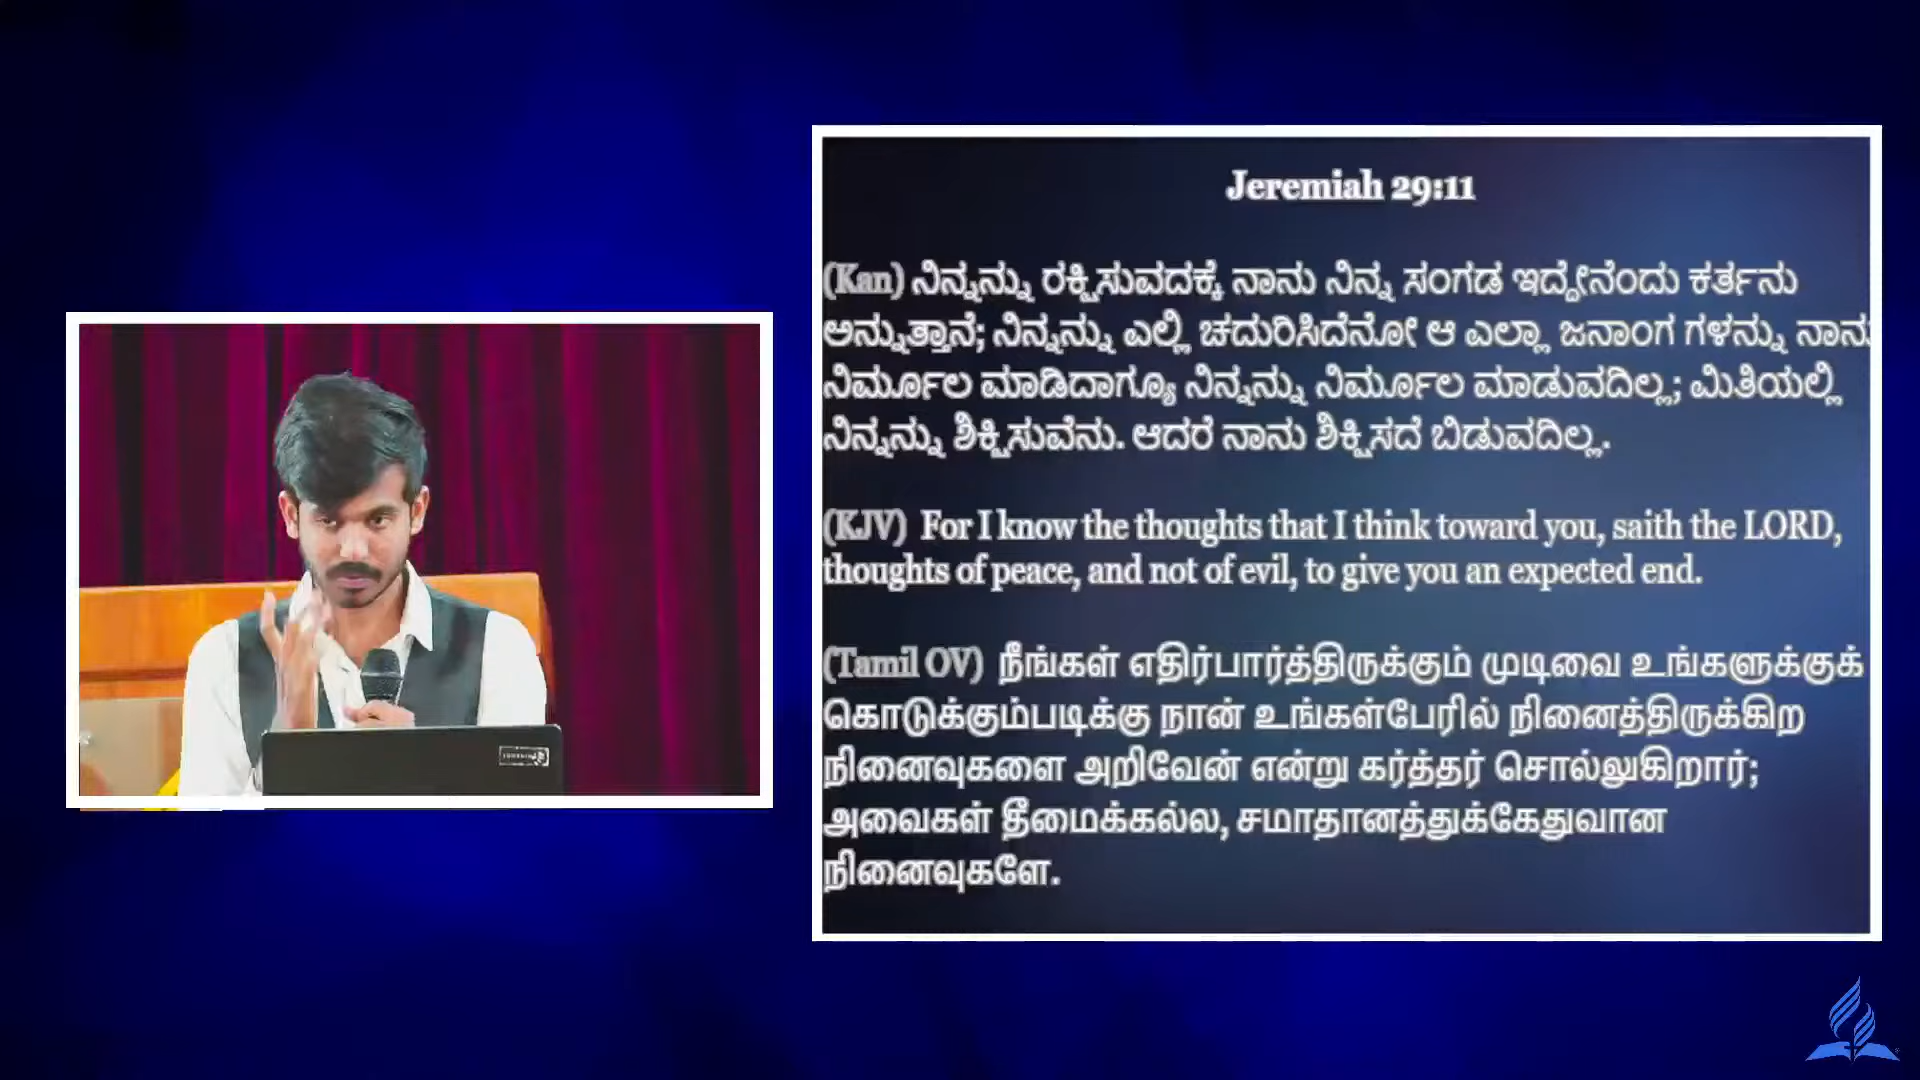 Jeremiah 29:11
(Kan) ನಿನ್ನನ್ನು ರಕ್ಷಿಸುವದಕ್ಕೆ ನಾನು ನಿನ್ನ ಸಂಗಡ ಇದ್ದೇನೆಂದು ಕರ್ತನು
ಅನ್ನುತ್ತಾನೆ; ನಿನ್ನನ್ನು ಎಲ್ಲಿ ಚದುರಿಸಿದೆನೋ ಆ ಎಲ್ಲಾ ಜನಾಂಗ ಗಳನ್ನು ನಾನು
ನಿರ್ಮೂಲ ಮಾಡಿದಾಗ್ಯೂ ನಿನ್ನನ್ನು ನಿರ್ಮೂಲ ಮಾಡುವದಿಲ್ಲ; ಮಿತಿಯಲ್ಲಿ
ನಿನ್ನನ್ನು ಶಿಕ್ಷಿಸುವೆನು. ಆದರೆ ನಾನು ಶಿಕ್ಷಿಸದೆ ಬಿಡುವದಿಲ್ಲ.
(KJV) For I know the thoughts that I think toward you, saith the LORD,
thoughts of peace, and not of evil, to give you an expected end.
(Tamil OV) நீங்கள் எதிர்பார்த்திருக்கும் முடிவை உங்களுக்குக்
கொடுக்கும்படிக்கு நான் உங்கள்பேரில் நினைத்திருக்கிற
நினைவுகளை அறிவேன் என்று கர்த்தர் சொல்லுகிறார்;
அவைகள் தீமைக்கல்ல, சமாதானத்துக்கேதுவான
நினைவுகளே.